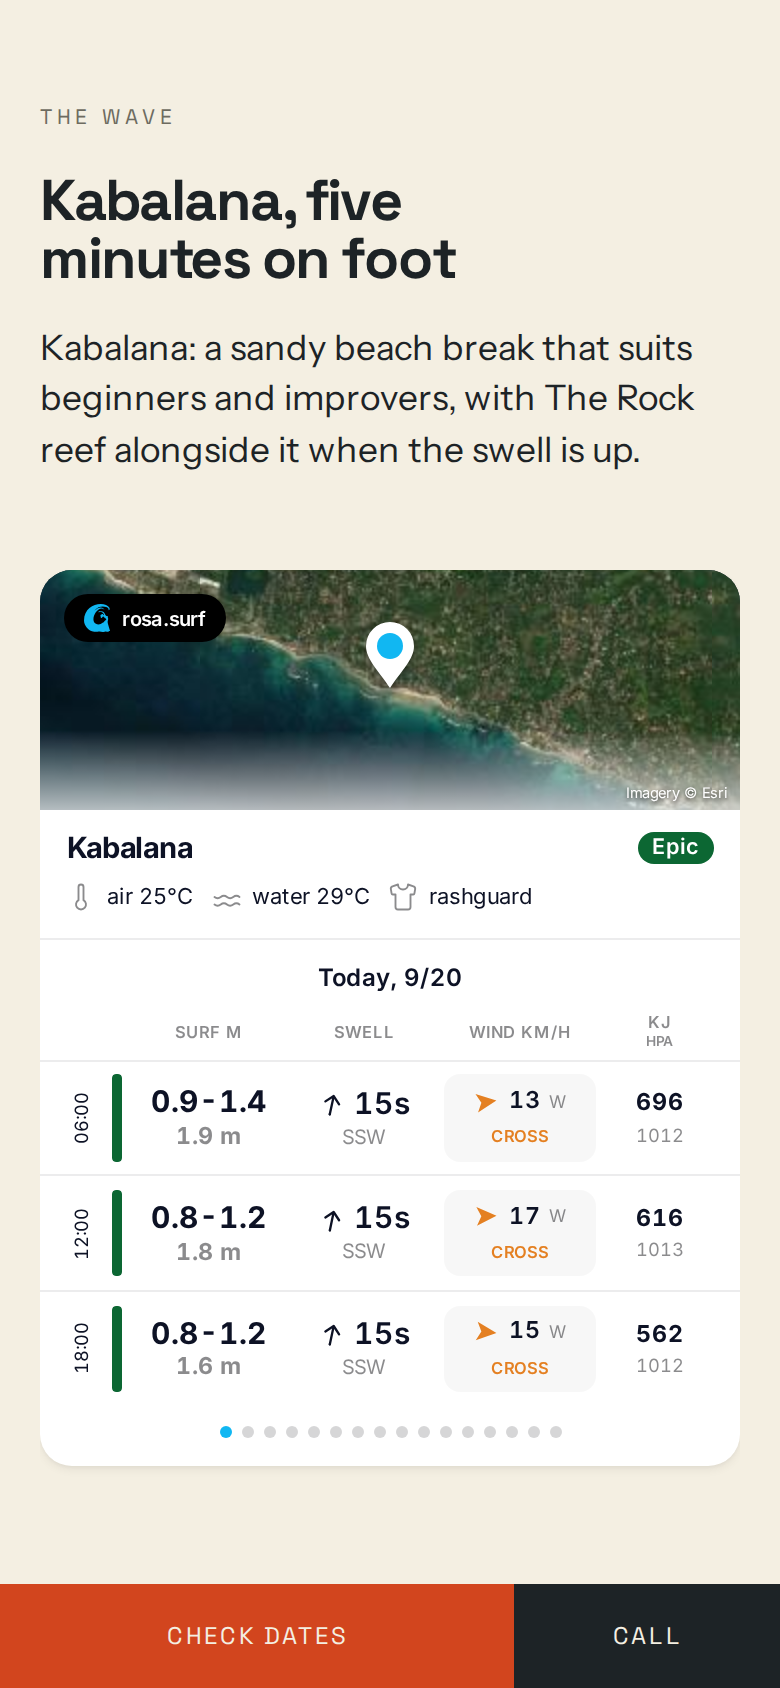 THE WAVE
Kabalana, five
minutes on foot
Kabalana: a sandy beach break that suits
beginners and improvers, with The Rock
reef alongside it when the swell is up.
rosa.surf
Imagery © Esri
Kabalana
Epic
air 25°C water 29°C rashguard
Today, 9/20
SURF M SWELL WIND KM/H KJ
HPA
06:00 0.9-1.4 15s 13 W 696
1.9 m SSW CROSS 1012
12:00 0.8-1.2 15s 17 W 616
1.8 m SSW CROSS 1013
18:00 0.8-1.2 15s 15 W 562
1.6 m SSW CROSS 1012
CHECK DATES CALL